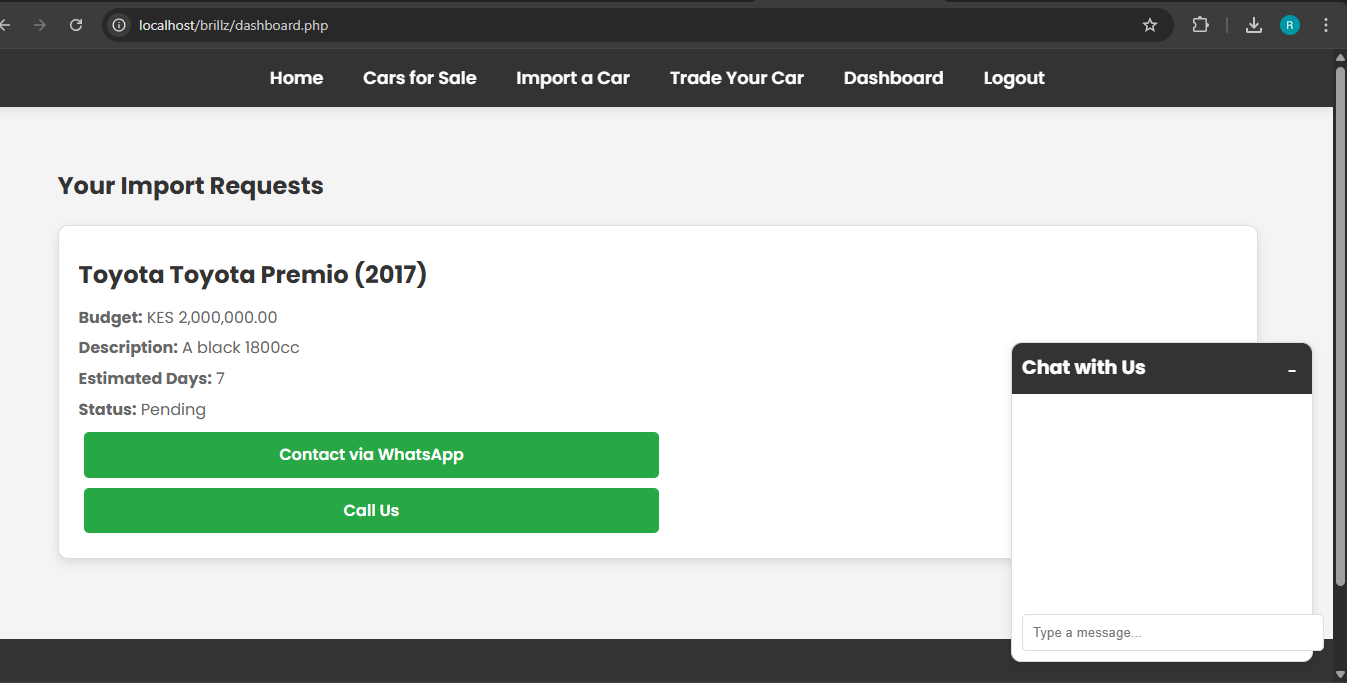 localhost/brillz/dashboard.php
R
Home Cars for Sale Import a Car Trade Your Car Dashboard Logout
Your Import Requests
Toyota Toyota Premio (2017)
Budget: KES 2,000,000.00
Description: A black 1800cc
Estimated Days: 7
Status: Pending
Contact via WhatsApp
Call Us
Chat with Us –
Type a message...